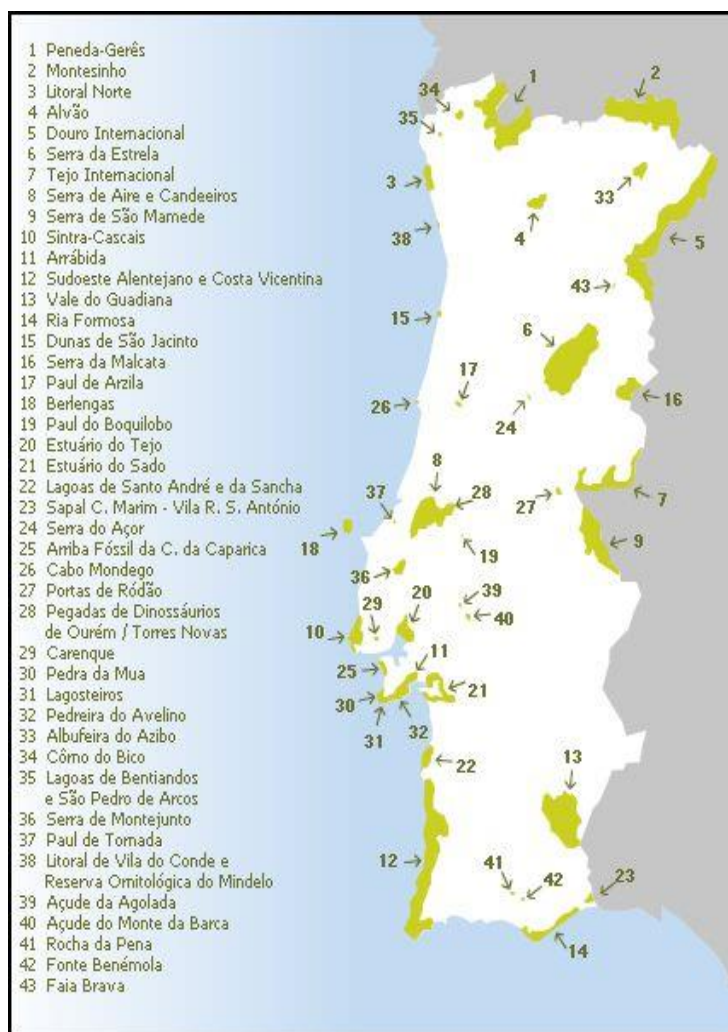 1 Peneda-Gerês
2 Montesinho
3 Litoral Norte
4 Alvão
5 Douro Internacional
6 Serra da Estrela
7 Tejo Internacional
8 Serra de Aire e Candeeiros
9 Serra de São Mamede
10 Sintra-Cascais
11 Arrábida
12 Sudoeste Alentejano e Costa Vicentina
13 Vale do Guadiana
14 Ria Formosa
15 Dunas de São Jacinto
16 Serra da Malcata
17 Paul de Arzila
18 Berlengas
19 Paul do Boquilobo
20 Estuário do Tejo
21 Estuário do Sado
22 Lagoas de Santo André e da Sancha
23 Sapal C. Marim - Vila R. S. António
24 Serra do Açor
25 Arriba Fóssil da C. da Caparica
26 Cabo Mondego
27 Portas de Ródão
28 Pegadas de Dinossáurios
de Ourém / Torres Novas
29 Carenque
30 Pedra da Mua
31 Lagosteiros
32 Pedreira do Avelino
33 Albufeira do Azibo
34 Côrno do Bico
35 Lagoas de Bentiandos
e São Pedro de Arcos
36 Serra de Montejunto
37 Paul de Tornada
38 Litoral de Vila do Conde e
Reserva Ornitológica do Mindelo
39 Açude da Agolada
40 Açude do Monte da Barca
41 Rocha da Pena
42 Fonte Benémola
43 Faia Brava
1
2
34
35
3
33
4
38
5
43
15
6
17
26
24
16
8
37
28
27
7
18
19
9
36
39
29
20
40
10
11
25
21
30
31
32
22
13
12
41
42
23
14